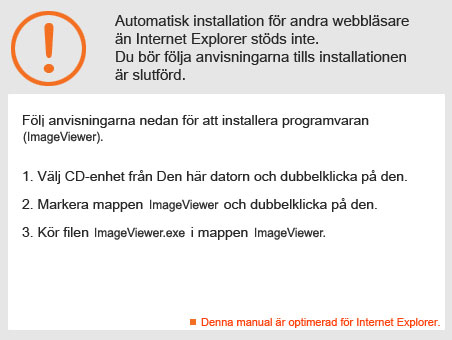 Automatisk installation för andra webbläsare
än Internet Explorer stöds inte.
Du bör följa anvisningarna tills installationen
är slutförd.
Följ anvisningarna nedan för att installera programvaran
(ImageViewer).
1. Välj CD-enhet från Den här datorn och dubbelklicka på den.
2. Markera mappen ImageViewer och dubbelklicka på den.
3. Kör filen ImageViewer.exe i mappen ImageViewer.
Denna manual är optimerad för Internet Explorer.